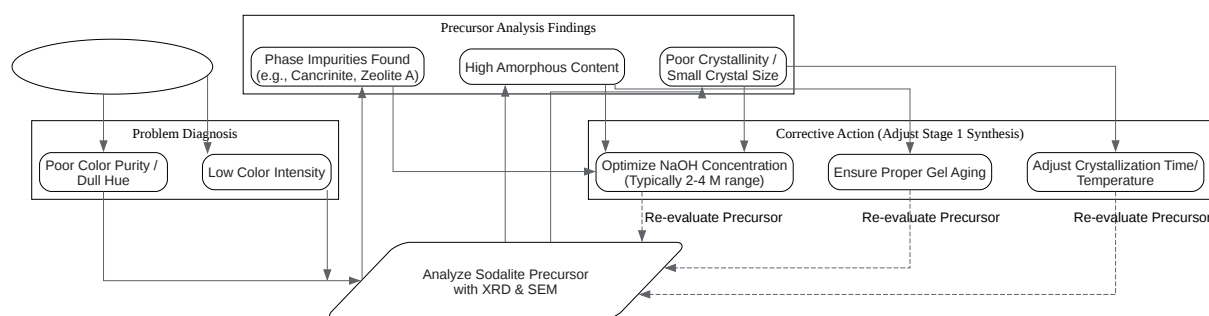 Precursor Analysis Findings
Phase Impurities Found
(e.g., Cancrinite, Zeolite A)
High Amorphous Content
Poor Crystallinity /
Small Crystal Size
Problem Diagnosis
Poor Color Purity /
Dull Hue
Low Color Intensity
Corrective Action (Adjust Stage 1 Synthesis)
Optimize NaOH Concentration
(Typically 2-4 M range)
Ensure Proper Gel Aging
Adjust Crystallization Time/
Temperature
Re-evaluate Precursor
Re-evaluate Precursor
Re-evaluate Precursor
Analyze Sodalite Precursor
with XRD & SEM